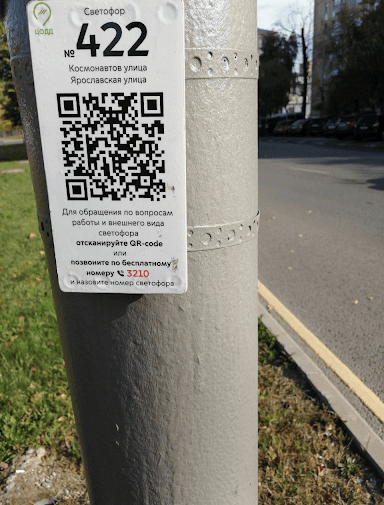 ЦОДД
Светофор
№ 422
Космонавтов улица
Ярославская улица
Для обращения по вопросам
работы и внешнего вида
светофора
отсканируйте QR-code
или
позвоните по бесплатному
номеру 3210
и назовите номер светофора